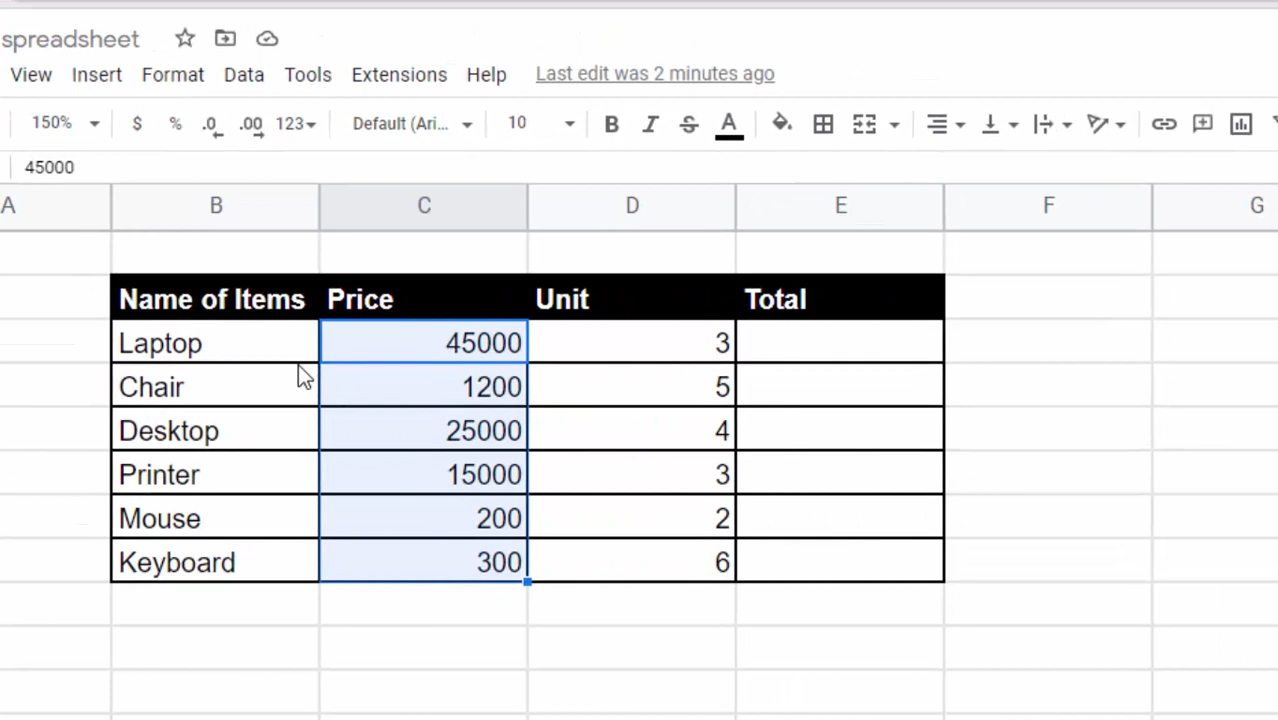 spreadsheet
View Insert Format Data Tools Extensions Help Last edit was 2 minutes ago
150% $ % .0 .00 123 Default (Ari... 10 B I S A
45000
A B C D E F G
Name of Items Price Unit Total
Laptop 45000 3
Chair 1200 5
Desktop 25000 4
Printer 15000 3
Mouse 200 2
Keyboard 300 6